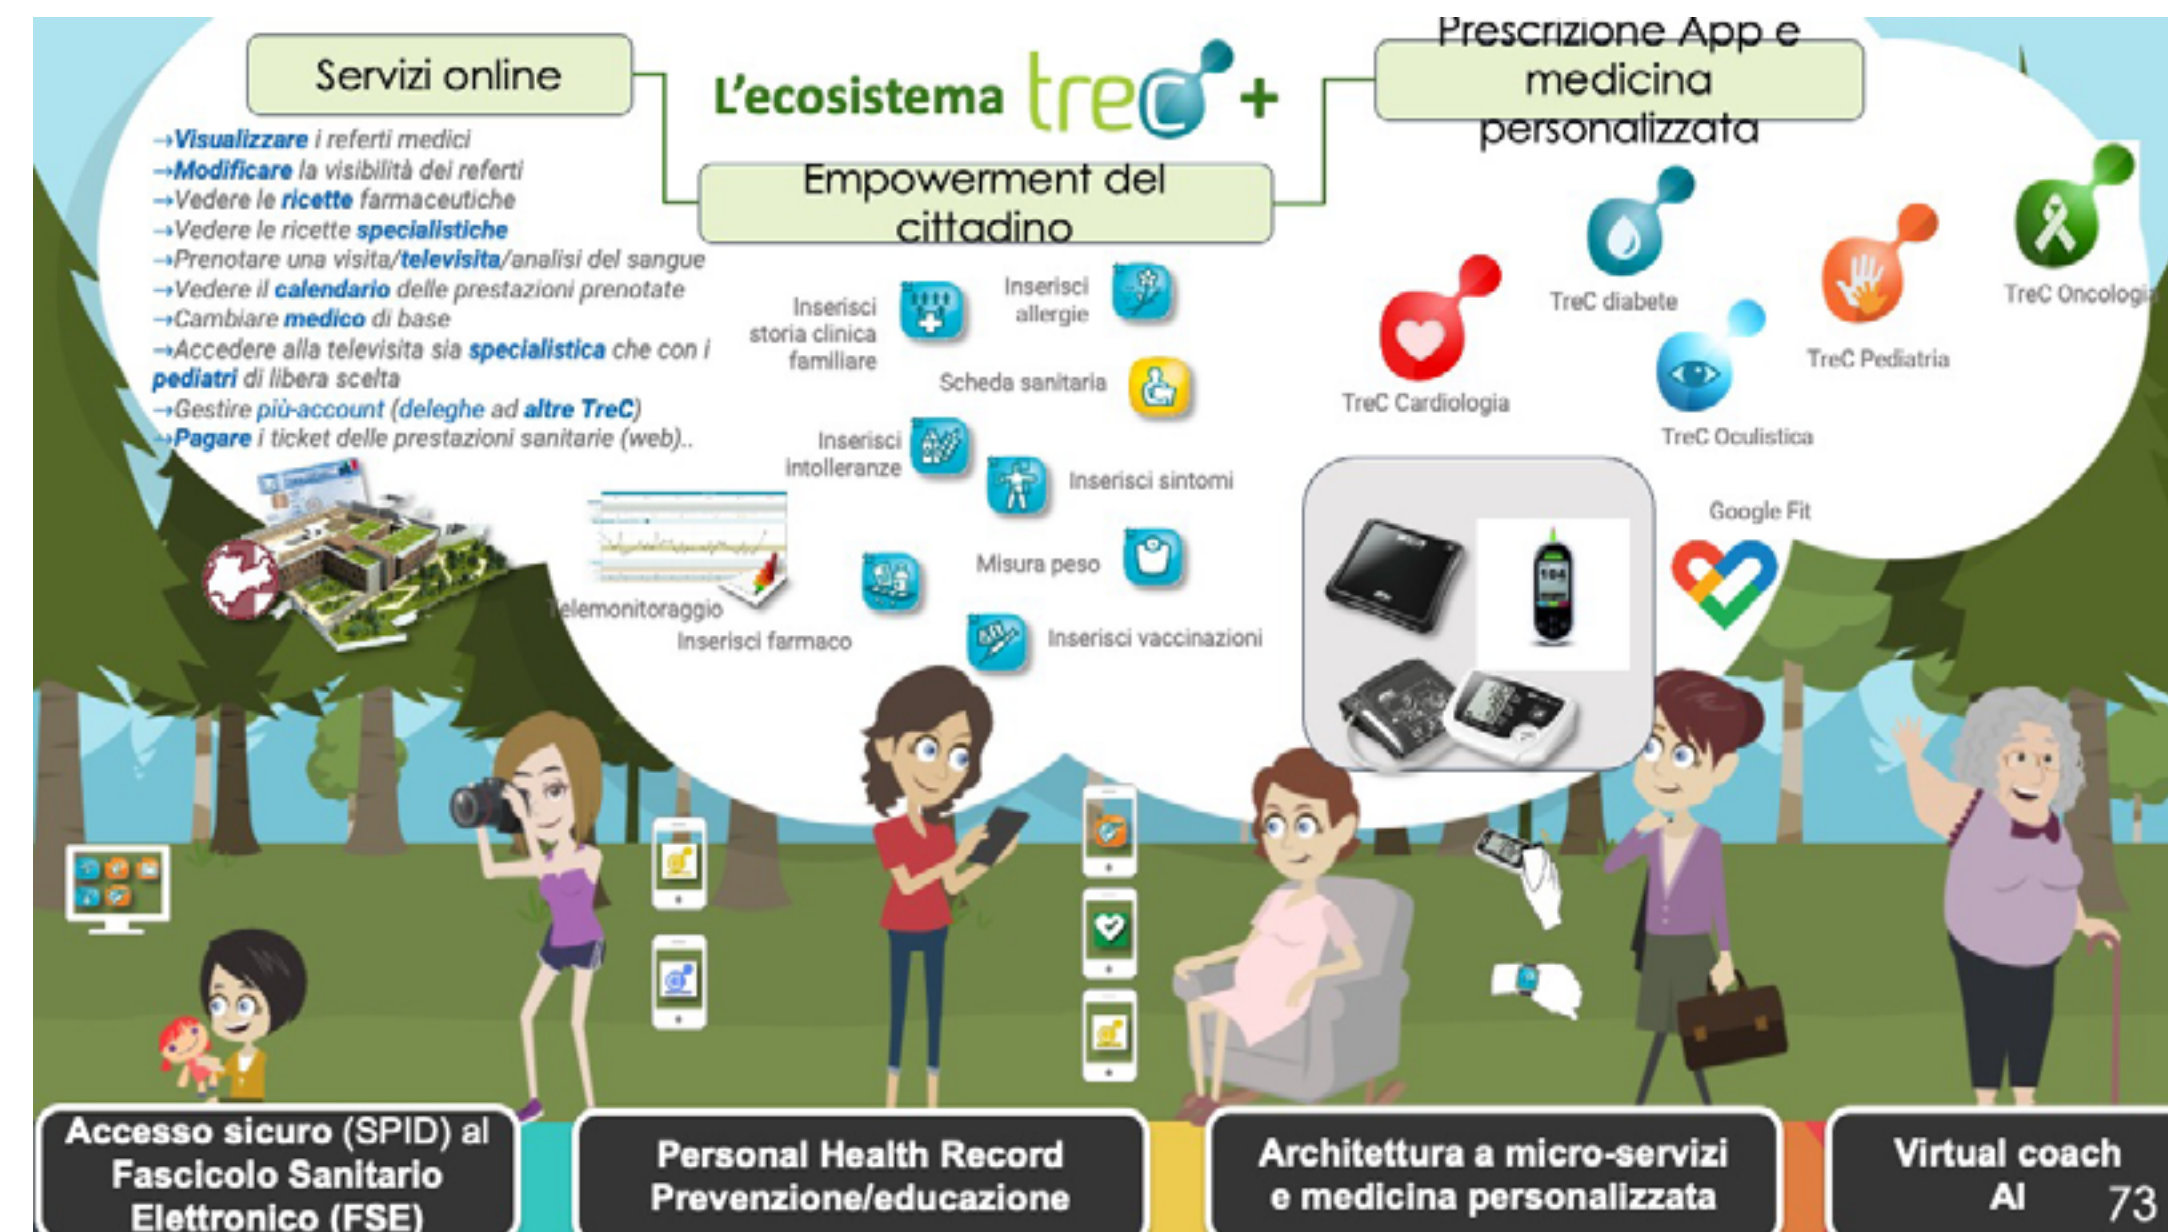 Servizi online
L'ecosistema trec +
Prescrizione App e
medicina
personalizzata
Empowerment del
cittadino
→Visualizzare i referti medici
→Modificare la visibilità dei referti
→Vedere le ricette farmaceutiche
→Vedere le ricette specialistiche
→Prenotare una visita/televisita/analisi del sangue
→Vedere il calendario delle prestazioni prenotate
→Cambiare medico di base
→Accedere alla televisita sia specialistica che con i
pediatri di libera scelta
→Gestire più-account (deleghe ad altre TreC)
→Pagare i ticket delle prestazioni sanitarie (web)..
Telemonitoraggio
Inserisci
storia clinica
familiare
Inserisci
allergie
Scheda sanitaria
Inserisci
intolleranze
Inserisci sintomi
Misura peso
Inserisci farmaco
Inserisci vaccinazioni
TreC Cardiologia
TreC diabete
TreC Oculistica
TreC Pediatria
TreC Oncologia
Google Fit
104
Accesso sicuro (SPID) al
Fascicolo Sanitario
Elettronico (FSE)
Personal Health Record
Prevenzione/educazione
Architettura a micro-servizi
e medicina personalizzata
Virtual coach
AI
73